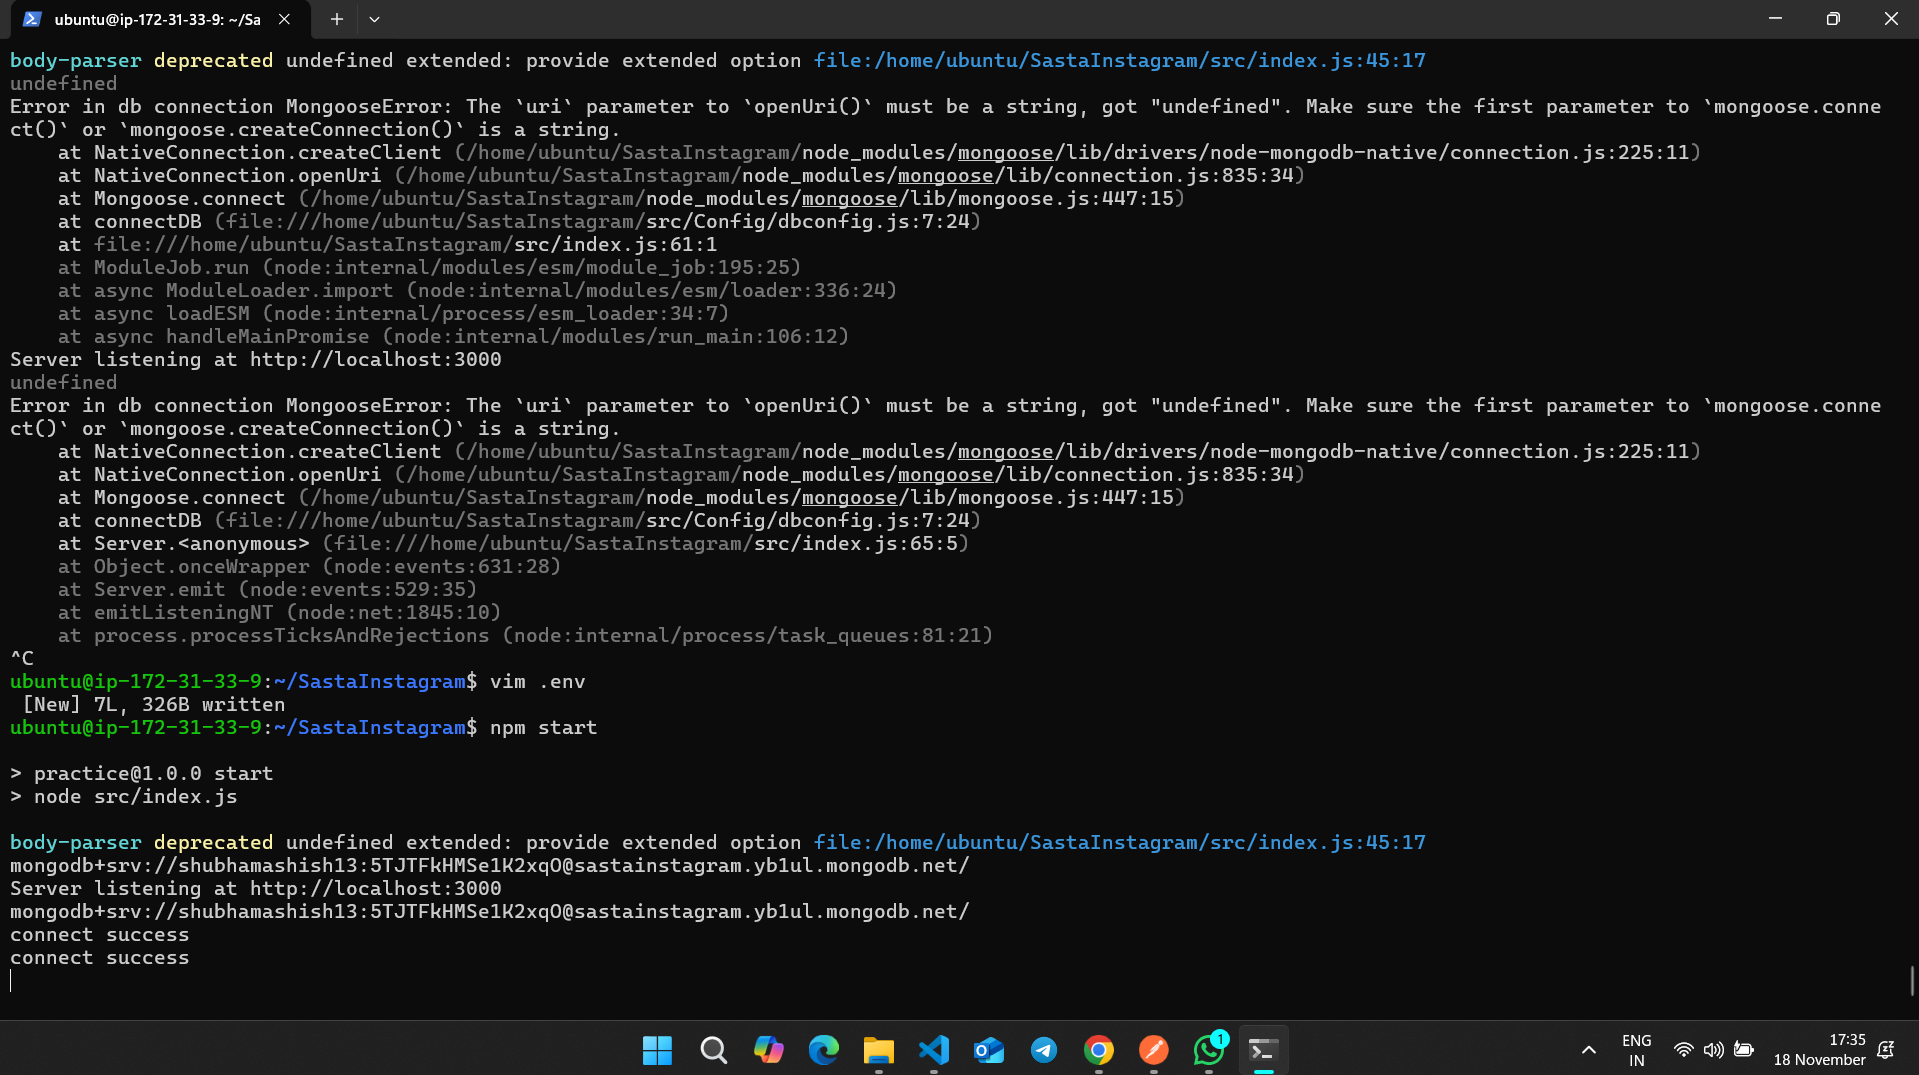 ubuntu@ip-172-31-33-9: ~/Sa
body-parser deprecated undefined extended: provide extended option file:/home/ubuntu/SastaInstagram/src/index.js:45:17
undefined
Error in db connection MongooseError: The `uri` parameter to `openUri()` must be a string, got "undefined". Make sure the first parameter to `mongoose.conne
ct()` or `mongoose.createConnection()` is a string.
    at NativeConnection.createClient (/home/ubuntu/SastaInstagram/node_modules/mongoose/lib/drivers/node-mongodb-native/connection.js:225:11)
    at NativeConnection.openUri (/home/ubuntu/SastaInstagram/node_modules/mongoose/lib/connection.js:835:34)
    at Mongoose.connect (/home/ubuntu/SastaInstagram/node_modules/mongoose/lib/mongoose.js:447:15)
    at connectDB (file:///home/ubuntu/SastaInstagram/src/Config/dbconfig.js:7:24)
    at file:///home/ubuntu/SastaInstagram/src/index.js:61:1
    at ModuleJob.run (node:internal/modules/esm/module_job:195:25)
    at async ModuleLoader.import (node:internal/modules/esm/loader:336:24)
    at async loadESM (node:internal/process/esm_loader:34:7)
    at async handleMainPromise (node:internal/modules/run_main:106:12)
Server listening at http://localhost:3000
undefined
Error in db connection MongooseError: The `uri` parameter to `openUri()` must be a string, got "undefined". Make sure the first parameter to `mongoose.conne
ct()` or `mongoose.createConnection()` is a string.
    at NativeConnection.createClient (/home/ubuntu/SastaInstagram/node_modules/mongoose/lib/drivers/node-mongodb-native/connection.js:225:11)
    at NativeConnection.openUri (/home/ubuntu/SastaInstagram/node_modules/mongoose/lib/connection.js:835:34)
    at Mongoose.connect (/home/ubuntu/SastaInstagram/node_modules/mongoose/lib/mongoose.js:447:15)
    at connectDB (file:///home/ubuntu/SastaInstagram/src/Config/dbconfig.js:7:24)
    at Server.<anonymous> (file:///home/ubuntu/SastaInstagram/src/index.js:65:5)
    at Object.onceWrapper (node:events:631:28)
    at Server.emit (node:events:529:35)
    at emitListeningNT (node:net:1845:10)
    at process.processTicksAndRejections (node:internal/process/task_queues:81:21)
^C
ubuntu@ip-172-31-33-9:~/SastaInstagram$ vim .env
 [New] 7L, 326B written
ubuntu@ip-172-31-33-9:~/SastaInstagram$ npm start
> practice@1.0.0 start
> node src/index.js
body-parser deprecated undefined extended: provide extended option file:/home/ubuntu/SastaInstagram/src/index.js:45:17
mongodb+srv://shubhamashish13:5TJTFkHMSe1K2xqO@sastainstagram.yb1ul.mongodb.net/
Server listening at http://localhost:3000
mongodb+srv://shubhamashish13:5TJTFkHMSe1K2xqO@sastainstagram.yb1ul.mongodb.net/
connect success
connect success
1
ENG
IN
17:35
18 November